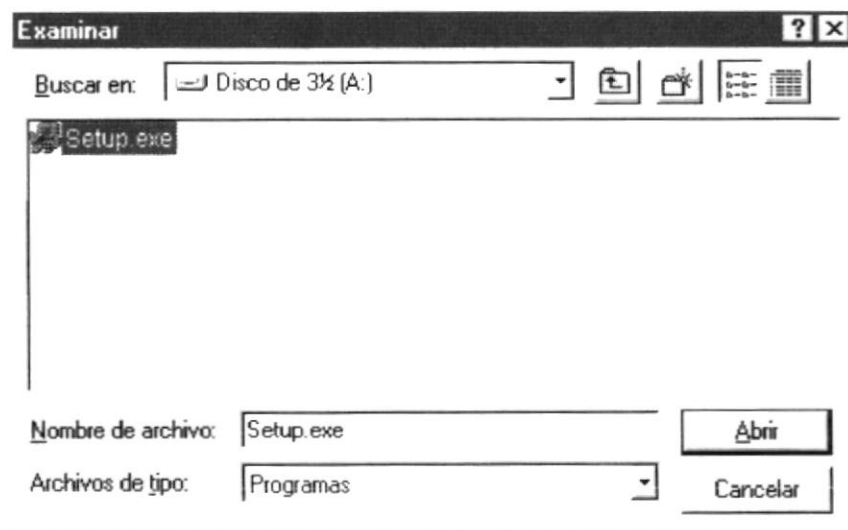 Examinar
Buscar en: Disco de 3½ (A:)
Setup.exe
Nombre de archivo: Setup.exe Abrir
Archivos de tipo: Programas Cancelar